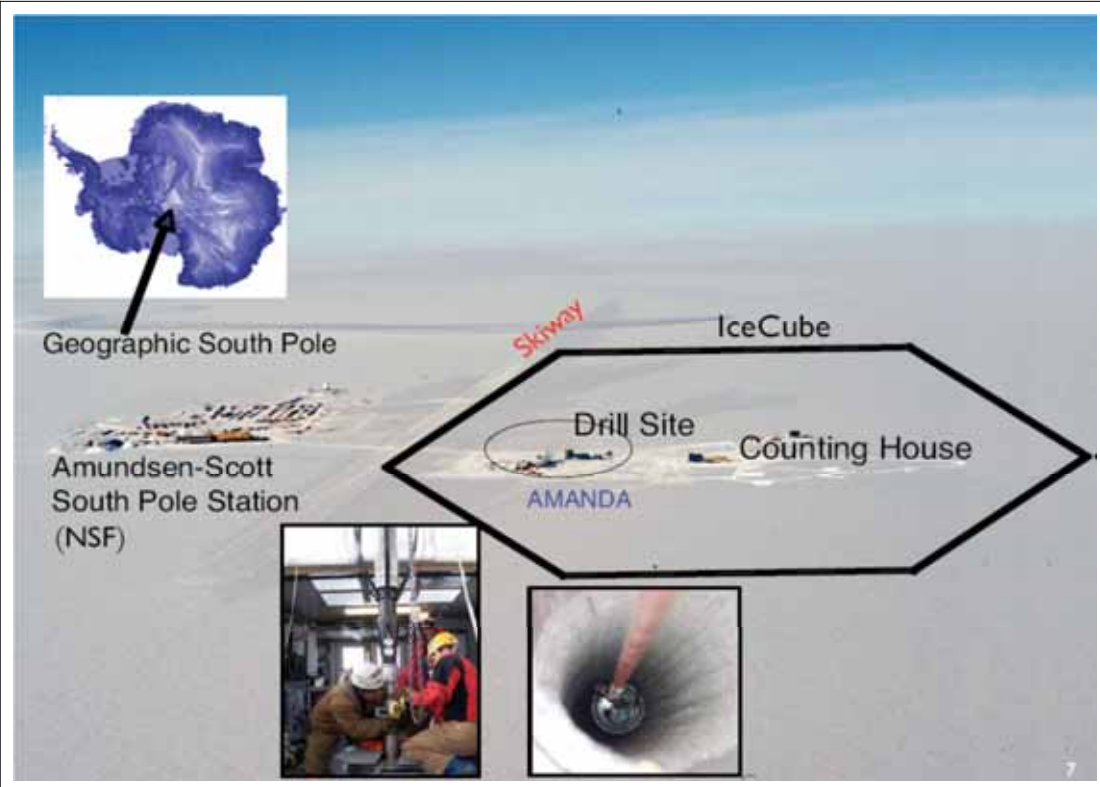 Geographic South Pole
Skiway
IceCube
Drill Site
Counting House
Amundsen-Scott
South Pole Station
(NSF)
AMANDA
7